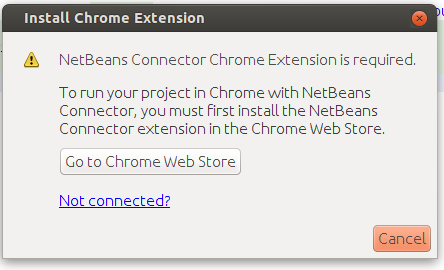 Install Chrome Extension
NetBeans Connector Chrome Extension is required.
To run your project in Chrome with NetBeans
Connector, you must first install the NetBeans
Connector extension in the Chrome Web Store.
Go to Chrome Web Store
Not connected?
Cancel